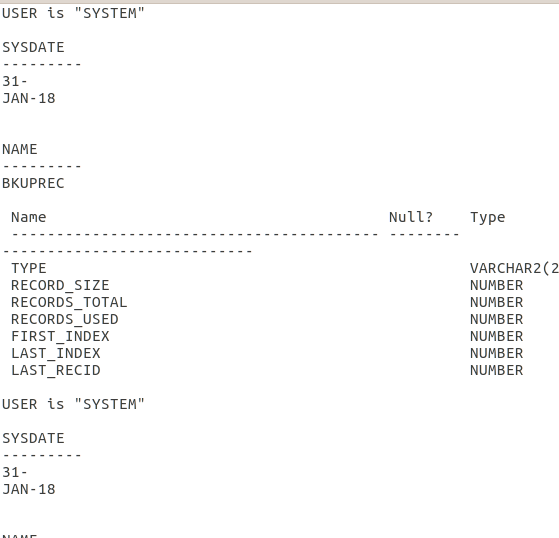 USER is "SYSTEM"
SYSDATE
---------
31-
JAN-18
NAME
---------
BKUPREC
Name Null? Type
----------------------------------------- --------
----------------------------
TYPE VARCHAR2(2
RECORD_SIZE NUMBER
RECORDS_TOTAL NUMBER
RECORDS_USED NUMBER
FIRST_INDEX NUMBER
LAST_INDEX NUMBER
LAST_RECID NUMBER
USER is "SYSTEM"
SYSDATE
---------
31-
JAN-18
NAME